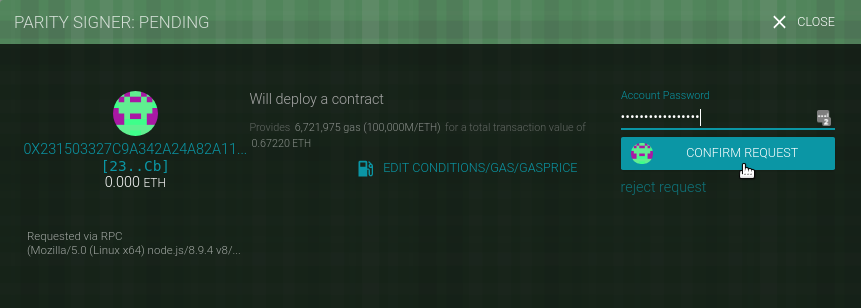 PARITY SIGNER: PENDING
CLOSE
Will deploy a contract
Provides: 6,721,975 gas (100,000M/ETH) for a total transaction value of
0.67220 ETH
EDIT CONDITIONS/GAS/GASPRICE
0X231503327C9A342A24A82A11...
[23..Cb]
0.000 ETH
Requested via RPC
(Mozilla/5.0 (Linux x64) node.js/8.9.4 v8/...
Account Password
•••••••••••••••••
2
CONFIRM REQUEST
reject request